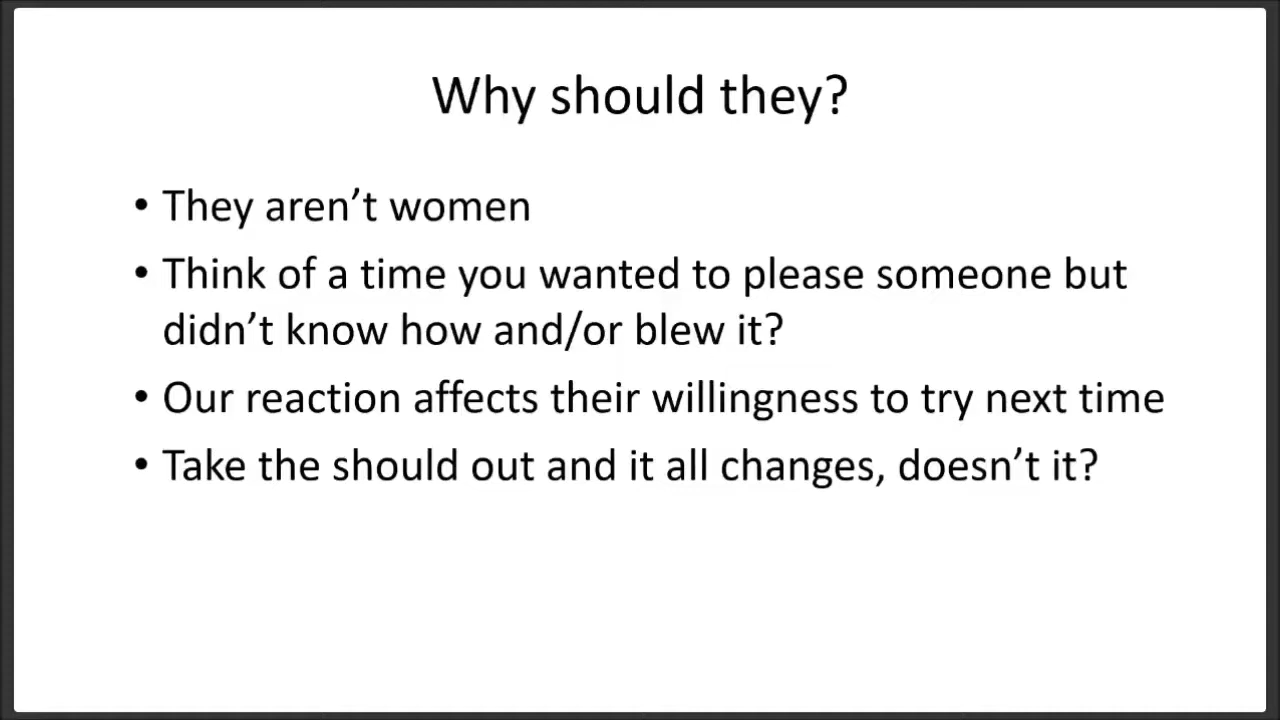 Why should they?
• They aren’t women
• Think of a time you wanted to please someone but
didn’t know how and/or blew it?
• Our reaction affects their willingness to try next time
• Take the should out and it all changes, doesn’t it?